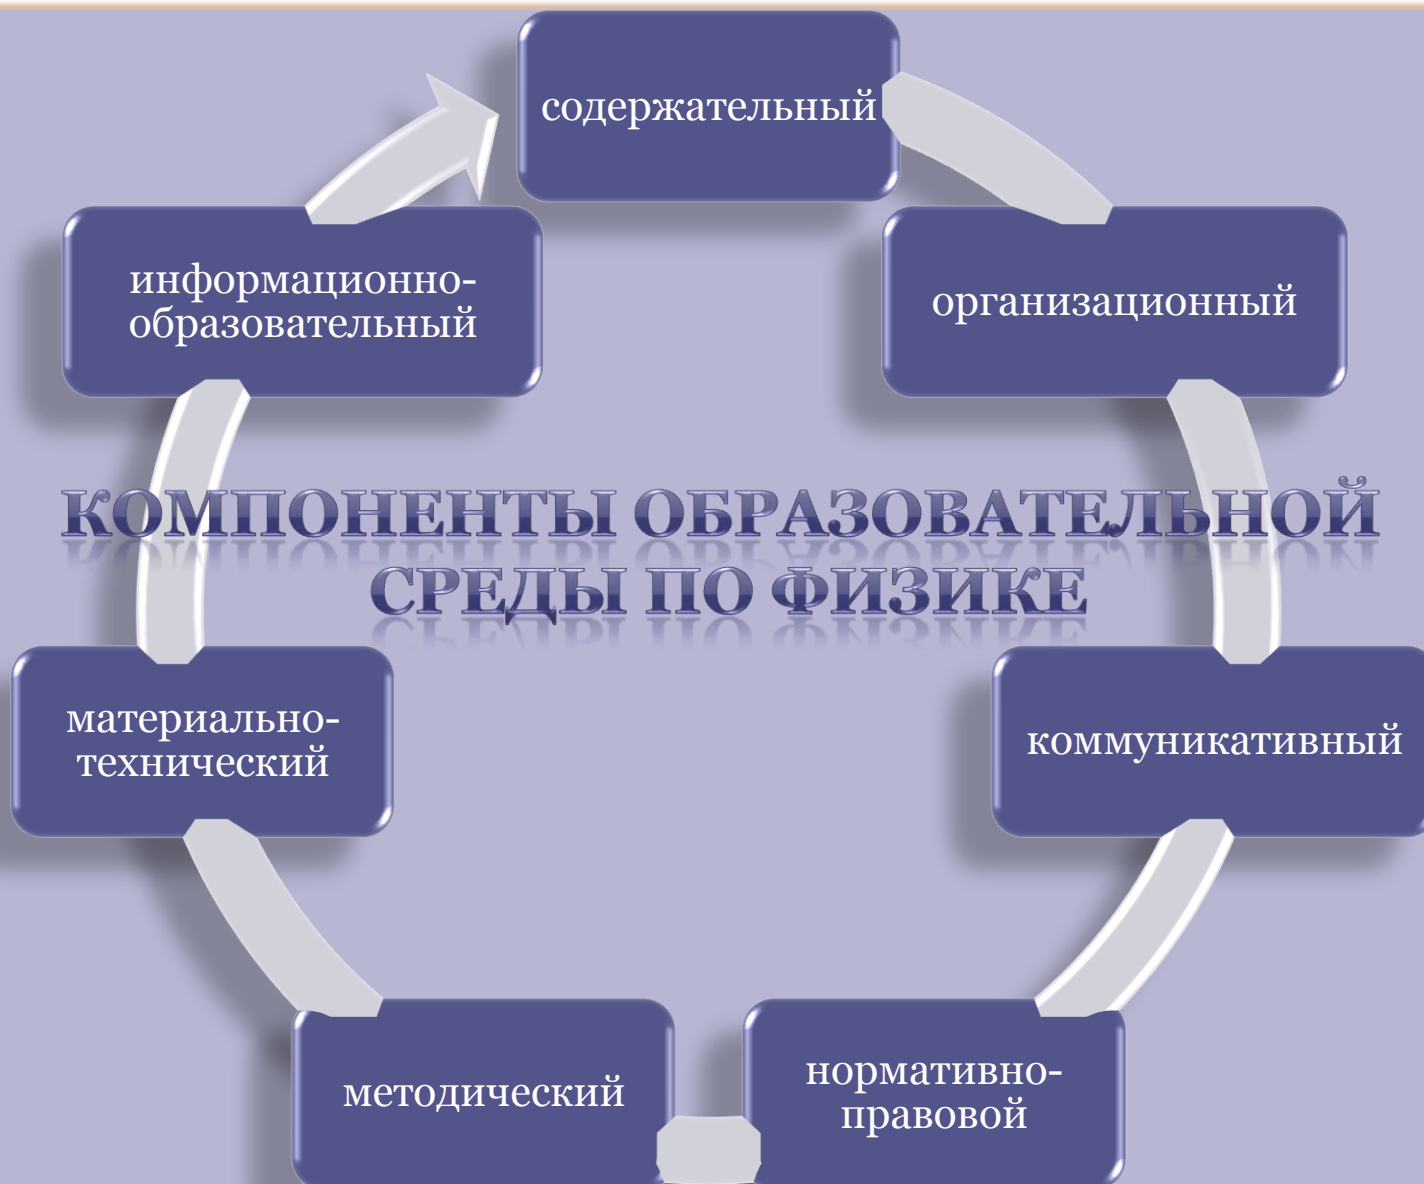 содержательный
организационный
коммуникативный
нормативно-
правовой
методический
материально-
технический
информационно-
образовательный
КОМПОНЕНТЫ ОБРАЗОВАТЕЛЬНОЙ
СРЕДЫ ПО ФИЗИКЕ